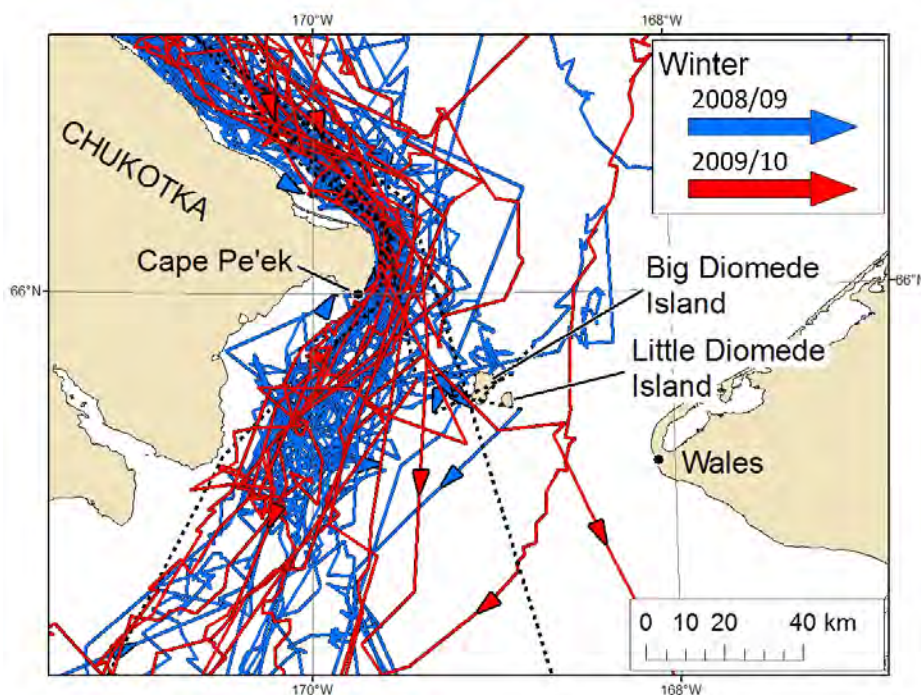 170°W
168°W
Winter
2008/09
2009/10
CHUKOTKA
Cape Pe'ek
66°N
66°N
Big Diomede
Island
Little Diomede
Island
Wales
0 10 20 40 km
170°W
168°W